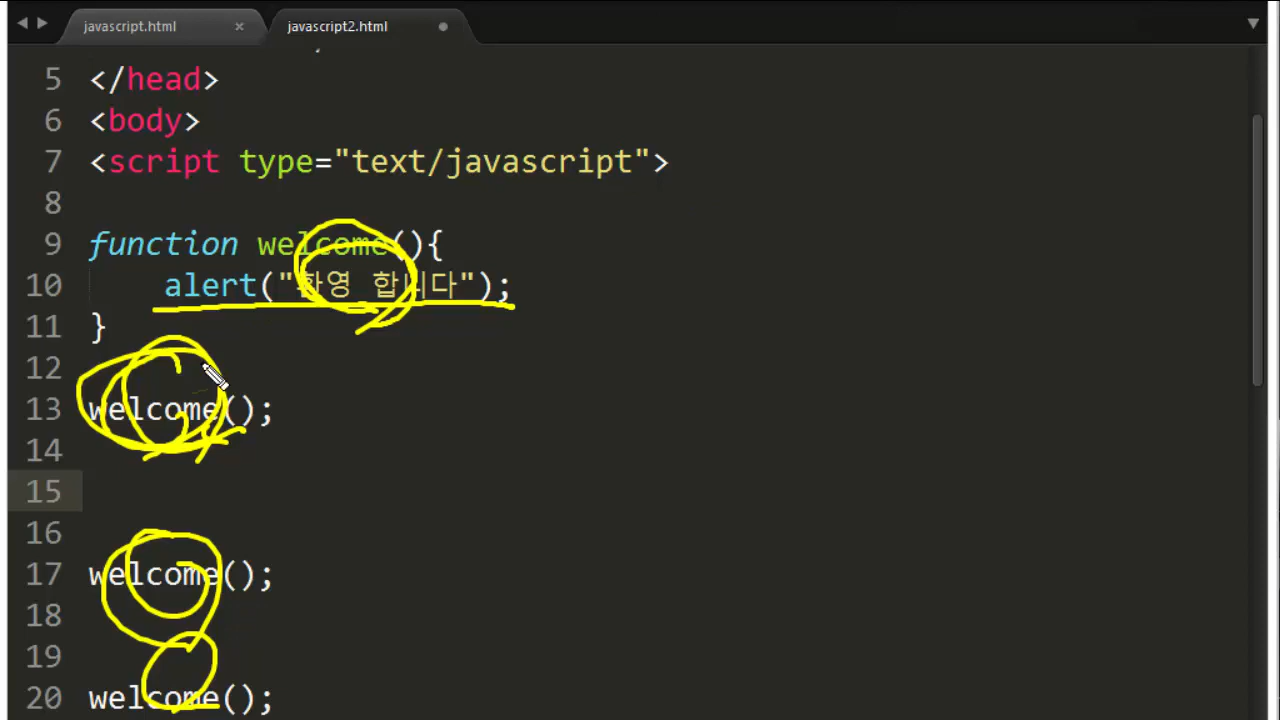 javascript.html × javascript2.html
5 </head>
6 <body>
7 <script type="text/javascript">
8
9 function welcome(){
10 alert("환영 합니다");
11 }
12
13 welcome();
14
15
16
17 welcome();
18
19
20 welcome();